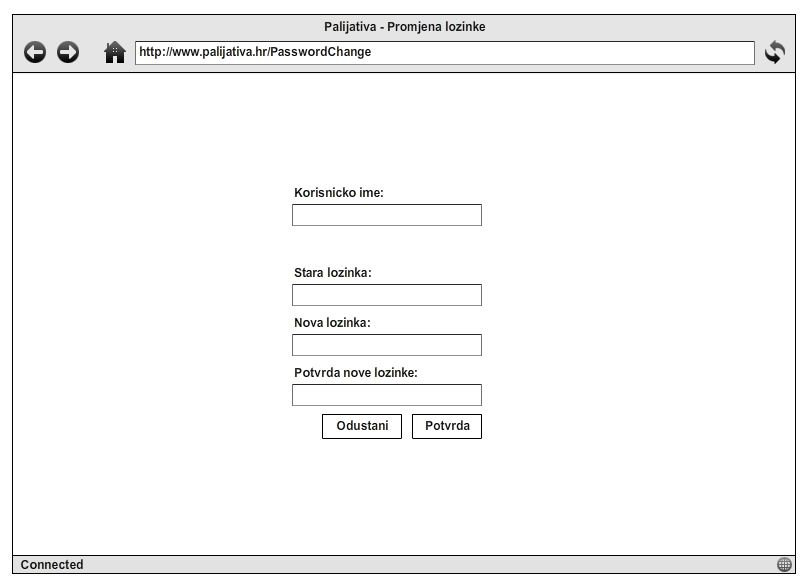 Palijativa - Promjena lozinke
http://www.palijativa.hr/PasswordChange
Korisnicko ime:
Stara lozinka:
Nova lozinka:
Potvrda nove lozinke:
Odustani Potvrda
Connected